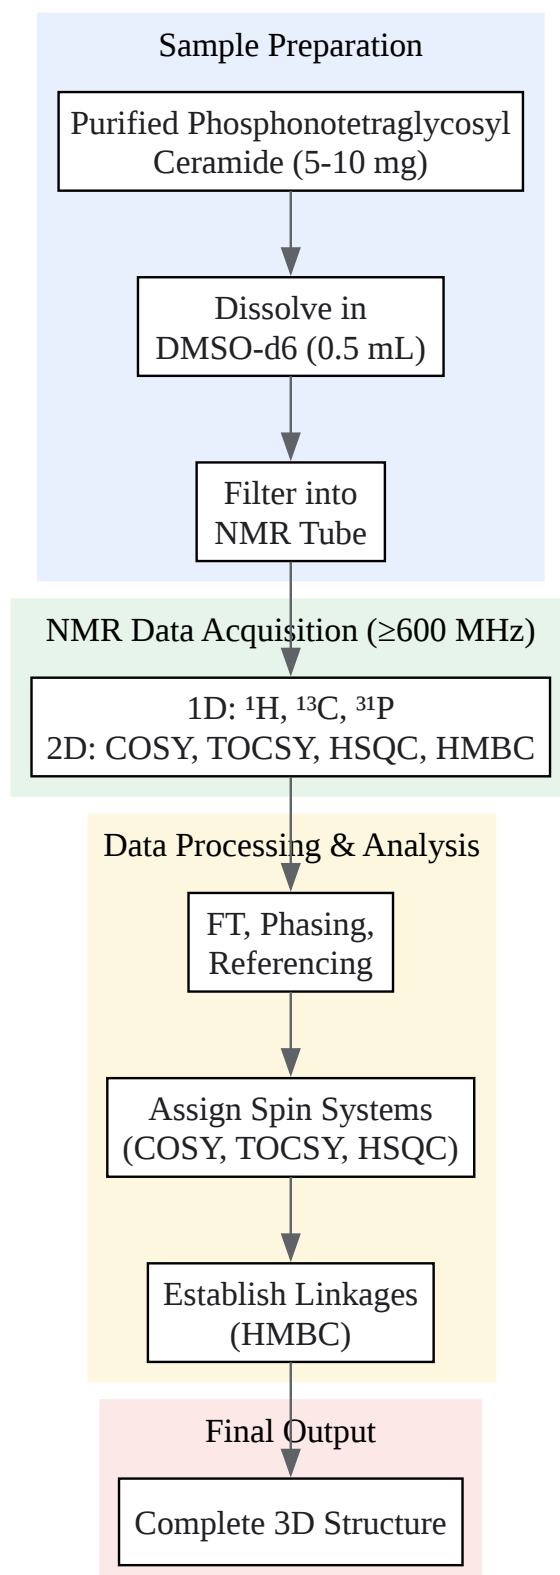 Sample Preparation
Purified Phosphonotetraglycosyl
Ceramide (5-10 mg)
Dissolve in
DMSO-d6 (0.5 mL)
Filter into
NMR Tube
NMR Data Acquisition (≥600 MHz)
1D: ¹H, ¹³C, ³¹P
2D: COSY, TOCSY, HSQC, HMBC
Data Processing & Analysis
FT, Phasing,
Referencing
Assign Spin Systems
(COSY, TOCSY, HSQC)
Establish Linkages
(HMBC)
Final Output
Complete 3D Structure